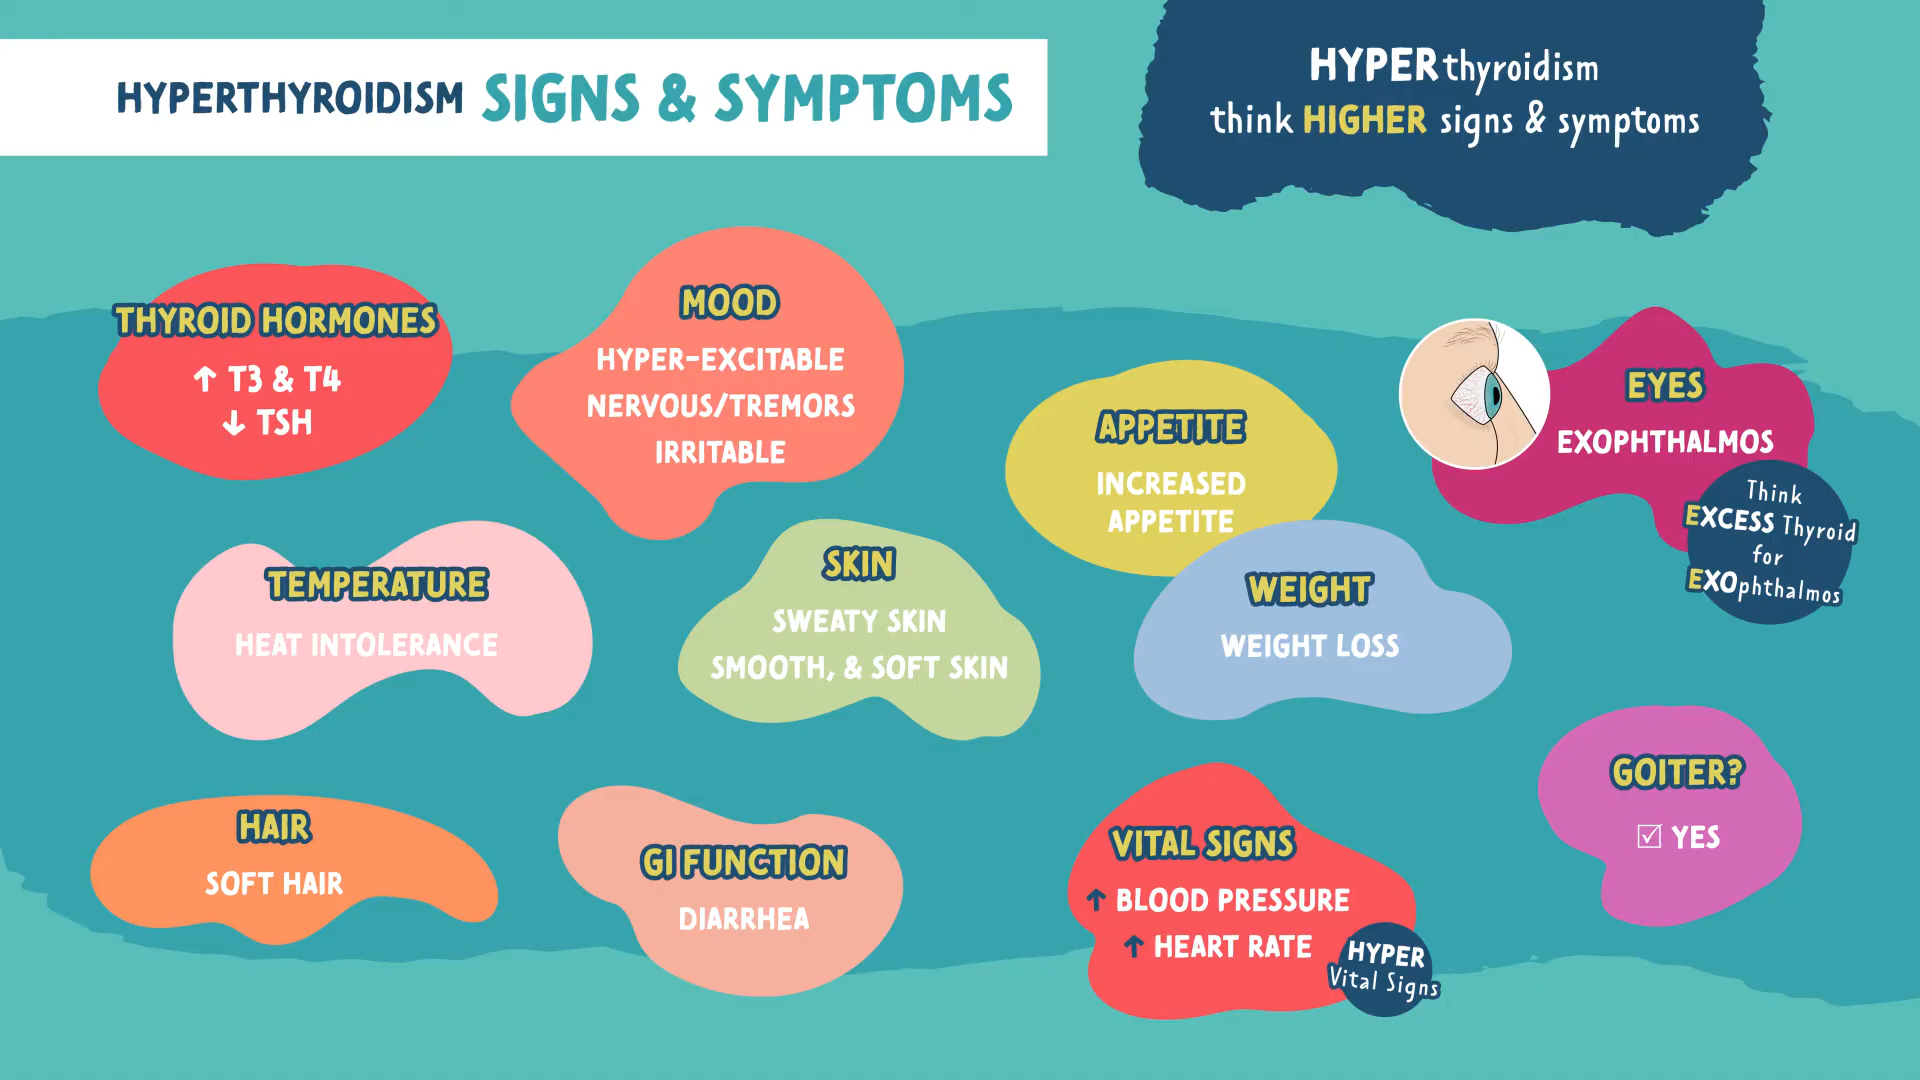 HYPERTHYROIDISM SIGNS & SYMPTOMS
HYPERthyroidism
think HIGHER signs & symptoms
THYROID HORMONES
↑ T3 & T4
↓ TSH
MOOD
HYPER-EXCITABLE
NERVOUS/TREMORS
IRRITABLE
APPETITE
INCREASED
APPETITE
EYES
EXOPHTHALMOS
Think
EXCESS Thyroid
for
EXOphthalmos
TEMPERATURE
HEAT INTOLERANCE
SKIN
SWEATY SKIN
SMOOTH, & SOFT SKIN
WEIGHT
WEIGHT LOSS
HAIR
SOFT HAIR
GI FUNCTION
DIARRHEA
VITAL SIGNS
↑ BLOOD PRESSURE
↑ HEART RATE
HYPER
Vital Signs
GOITER?
☑ YES